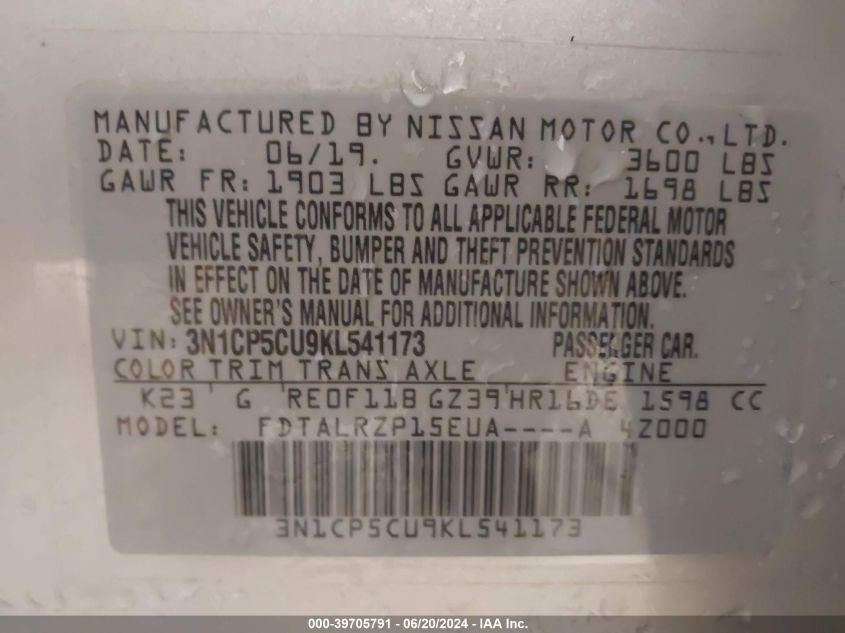 MANUFACTURED BY NISSAN MOTOR CO., LTD.
DATE: 06/19. GVWR: 3600 LBS
GAWR FR: 1903 LBS GAWR RR: 1698 LBS
THIS VEHICLE CONFORMS TO ALL APPLICABLE FEDERAL MOTOR
VEHICLE SAFETY, BUMPER AND THEFT PREVENTION STANDARDS
IN EFFECT ON THE DATE OF MANUFACTURE SHOWN ABOVE.
SEE OWNER'S MANUAL FOR ADDITIONAL INFORMATION.
VIN: 3N1CP5CU9KL541173 PASSENGER CAR.
COLOR TRIM TRANS AXLE ENGINE
K23 G RE0F11B GZ39 HR16DE 1598 CC
MODEL: FDTALRZP15EUA----A 4Z000
3N1CP5CU9KL541173
000-39705791 - 06/20/2024 - IAA Inc.